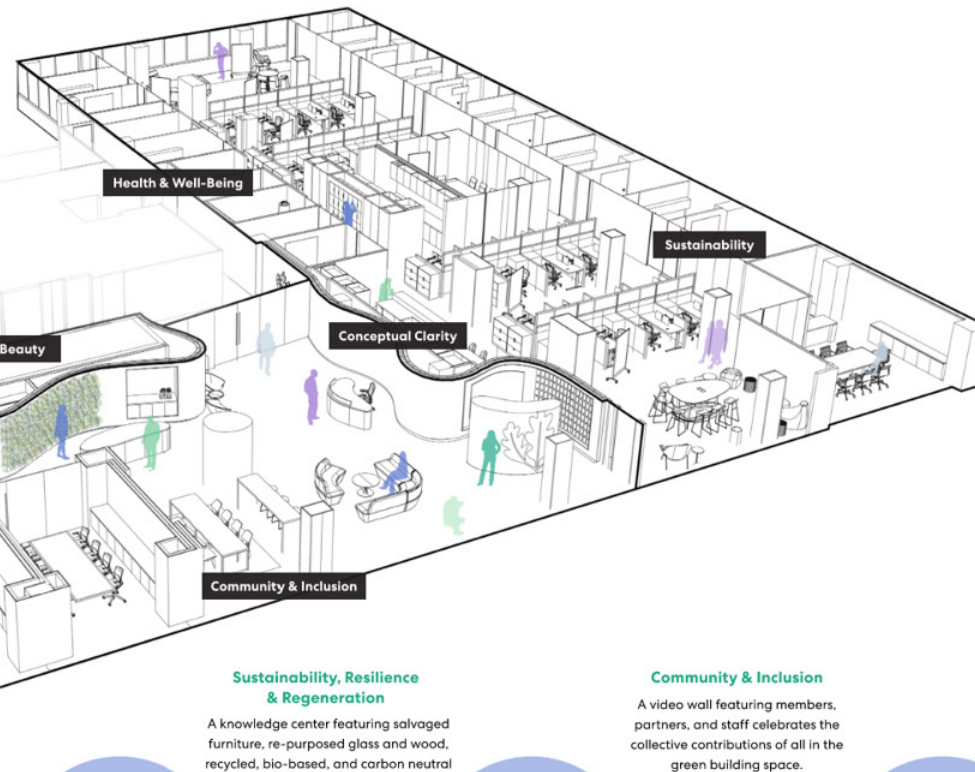 Health & Well-Being
Sustainability
Conceptual Clarity
Beauty
Community & Inclusion
Sustainability, Resilience
& Regeneration
A knowledge center featuring salvaged
furniture, re-purposed glass and wood,
recycled, bio-based, and carbon neutral
Community & Inclusion
A video wall featuring members,
partners, and staff celebrates the
collective contributions of all in the
green building space.